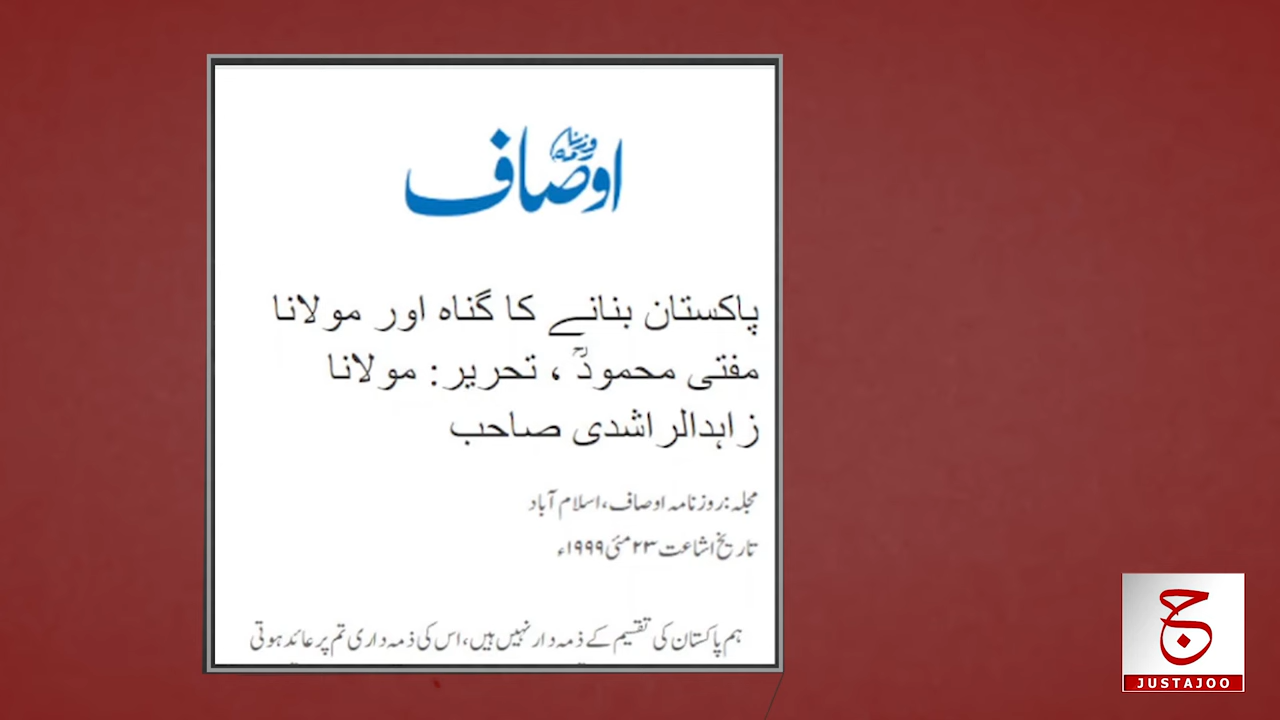 روزنامہ
اوصاف
پاکستان بنانے کا گناہ اور مولانا
مفتی محمودؒ ، تحریر: مولانا
زاہدالراشدی صاحب
مجلہ: روزنامہ اوصاف، اسلام آباد
تاریخ اشاعت ۲۳ مئی ۱۹۹۹ء
ہم پاکستان کی تقسیم کے ذمہ دار نہیں ہیں، اس کی ذمہ داری تم پر عائد ہوتی
ج
JUSTAJOO